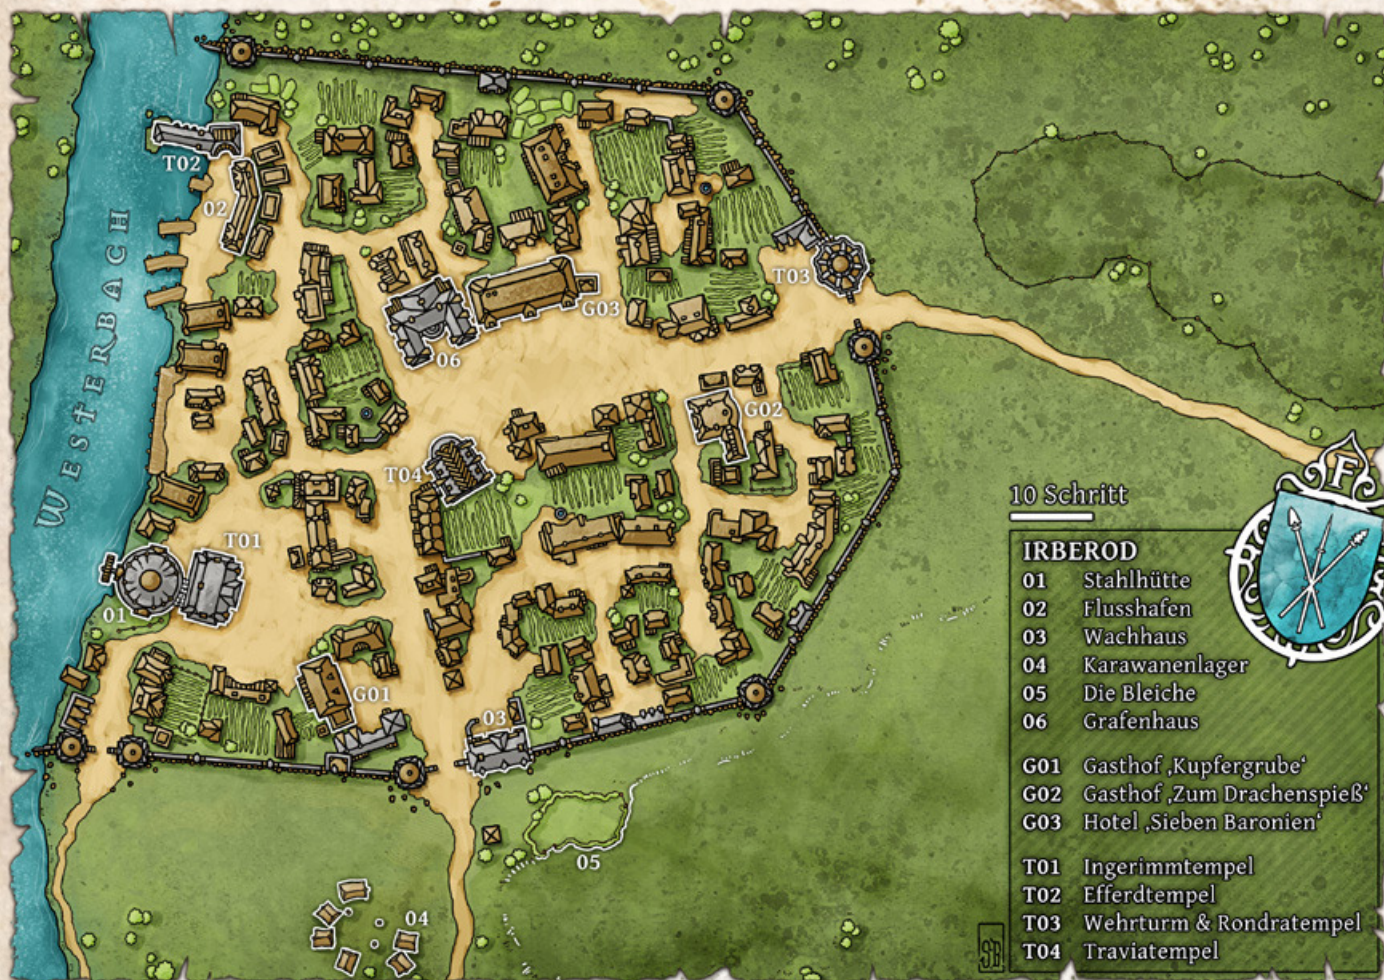 T02
02
WESTERBACH
T03
G03
06
G02
T04
T01
01
G01
03
05
04
F
10 Schritt
IRBEROD
01 Stahlhütte
02 Flusshafen
03 Wachhaus
04 Karawanenlager
05 Die Bleiche
06 Grafenhaus
G01 Gasthof ‚Kupfergrube‘
G02 Gasthof ‚Zum Drachenspieß‘
G03 Hotel ‚Sieben Baronien‘
T01 Ingerimmtempel
T02 Efferdtempel
T03 Wehrturm & Rondratempel
T04 Traviatempel
SB